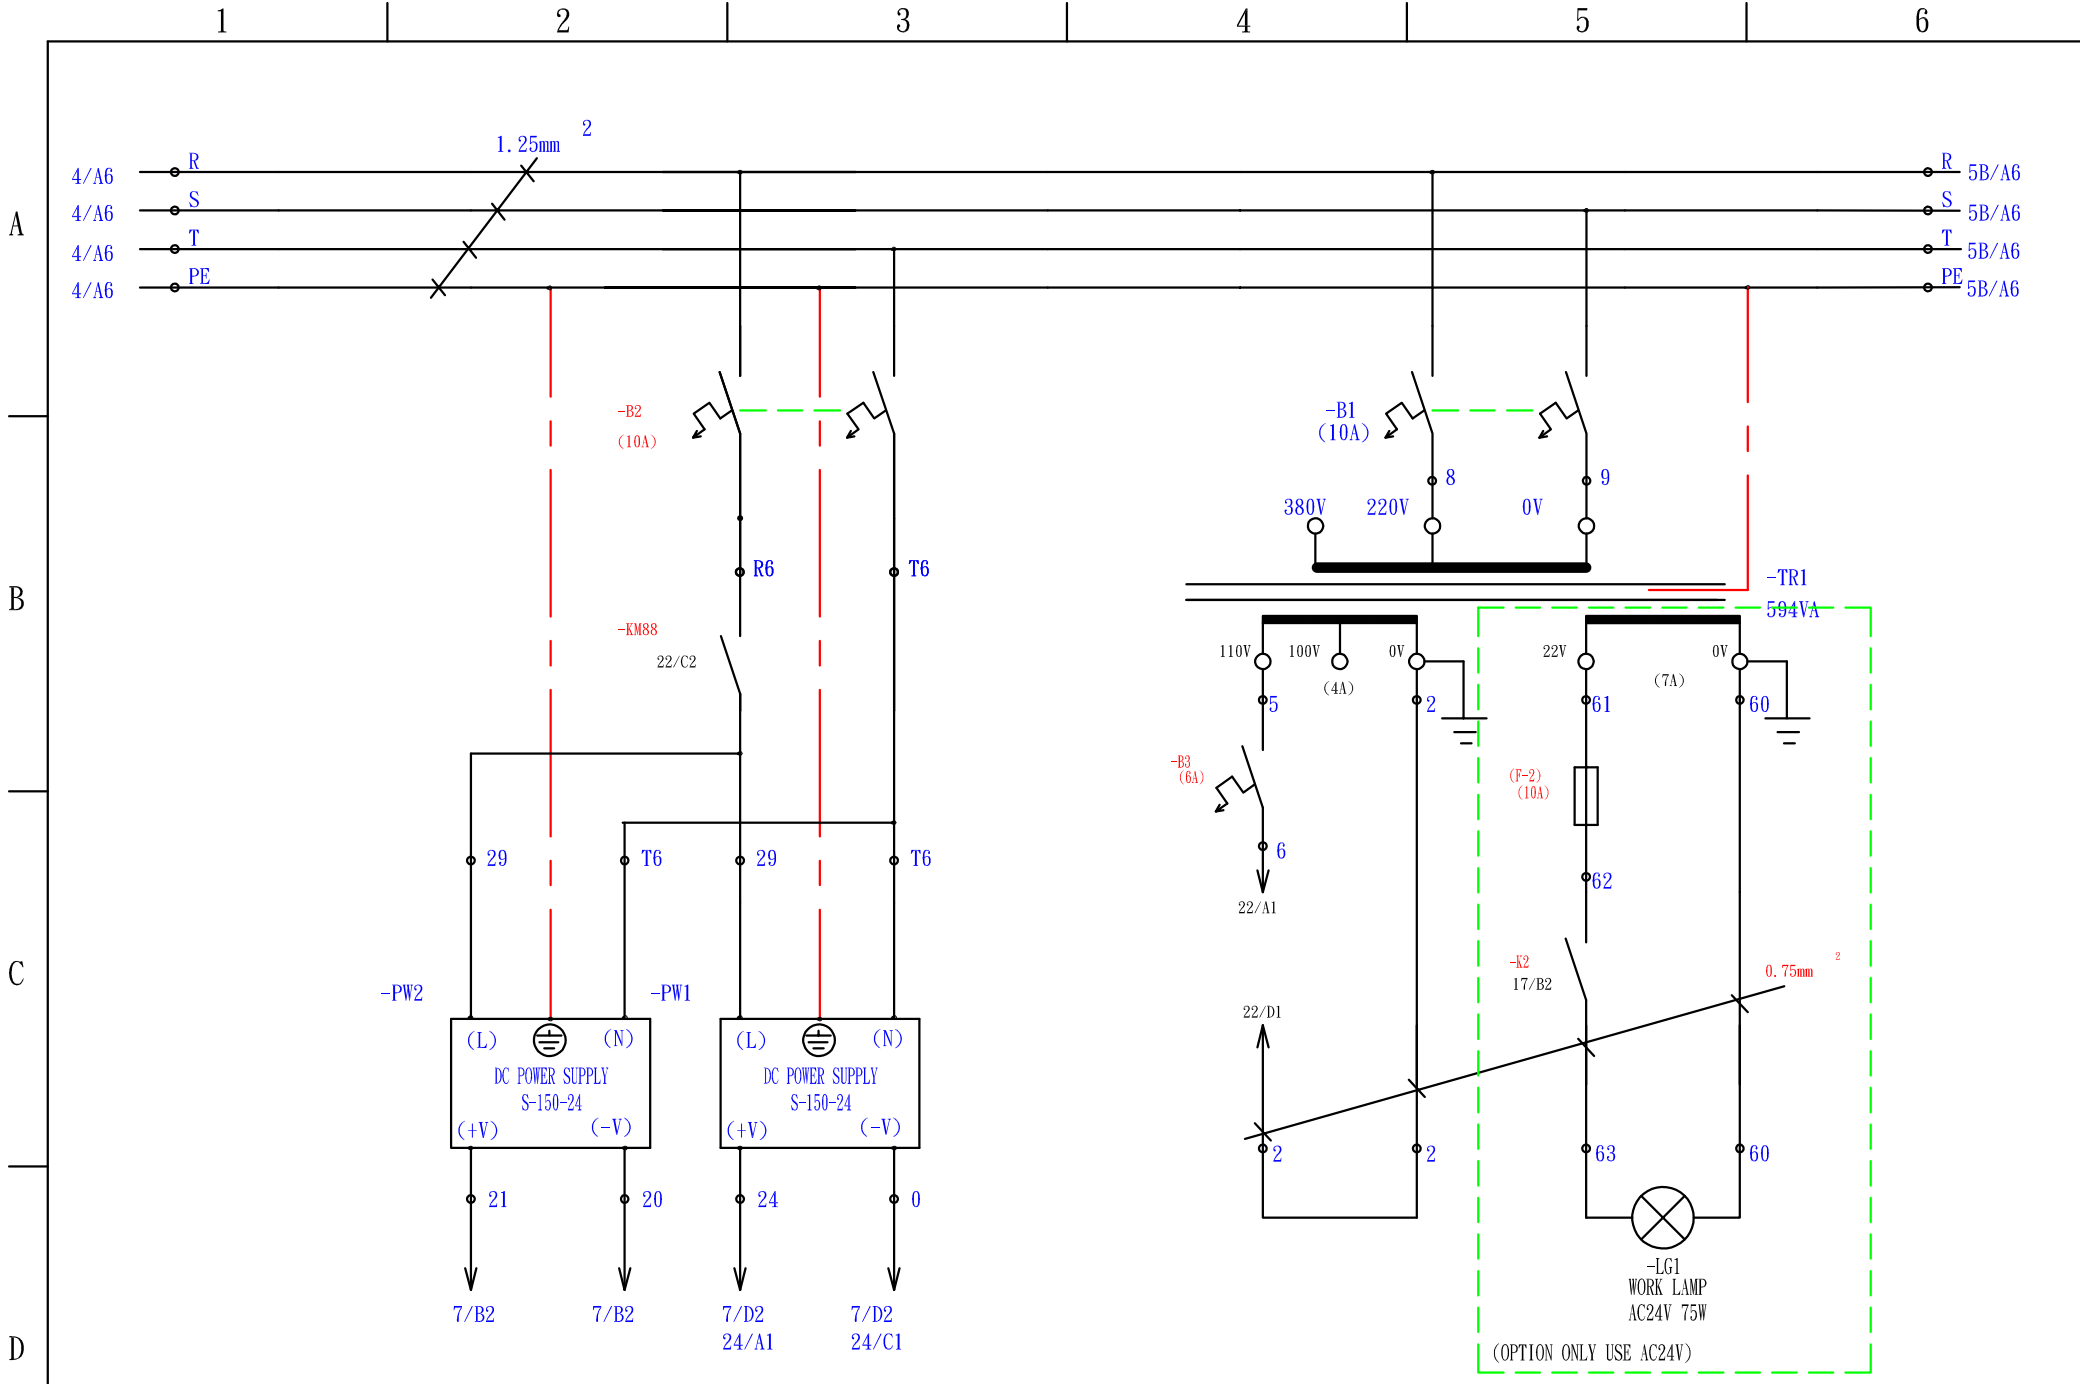 1 2 3 4 5 6
1.25mm 2
A
4/A6 R R 5B/A6
4/A6 S S 5B/A6
4/A6 T T 5B/A6
4/A6 PE PE 5B/A6
-B2
(10A)
-B1
(10A)
8 9
380V 220V 0V
B
R6 T6
-TR1
594VA
-KM88
22/C2
110V 100V 0V 22V 0V
(4A) (7A)
5 2 61 60
-B3
(6A)
(F-2)
(10A)
29 T6 29 T6
6
62
22/A1
C
-K2
17/B2
0.75mm 2
-PW2 -PW1
22/D1
(L) (N) (L) (N)
DC POWER SUPPLY DC POWER SUPPLY
S-150-24 S-150-24
(+V) (-V) (+V) (-V)
2 2 63 60
21 20 24 0
-LG1
WORK LAMP
AC24V 75W
7/B2 7/B2 7/D2 7/D2
24/A1 24/C1
D
(OPTION ONLY USE AC24V)